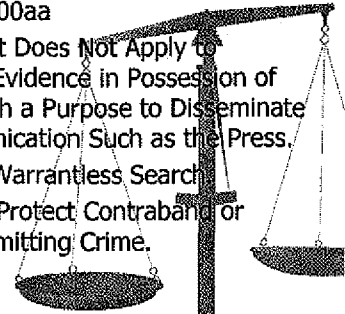 00aa
t Does Not Apply to
Evidence in Possession of
h a Purpose to Disseminate
nication Such as the Press.
Warrantless Search
Protect Contraband or
mitting Crime.